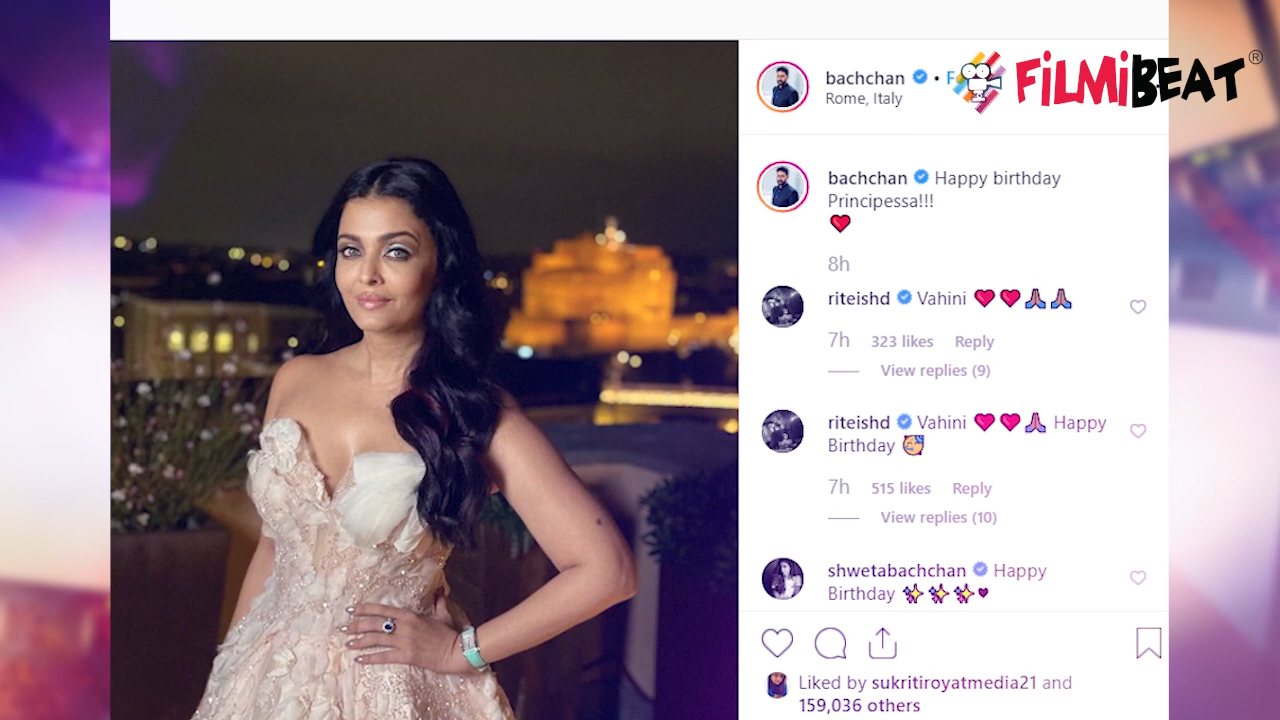 bachchan • F
Rome, Italy
FiLMiBEAT®
bachchan Happy birthday
Principessa!!!
❤️
8h
riteishd Vahini ❤️❤️🙏🙏
7h 323 likes Reply
View replies (9)
riteishd Vahini ❤️❤️🙏 Happy
Birthday 🥳
7h 515 likes Reply
View replies (10)
shwetabachchan Happy
Birthday ✨✨✨♥
Liked by sukritiroyatmedia21 and
159,036 others